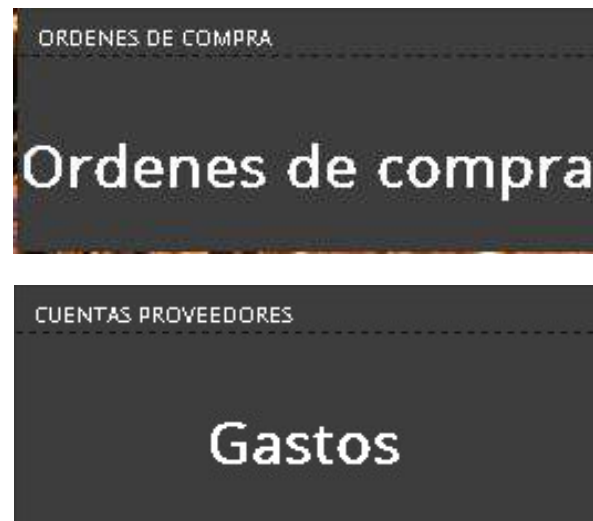 ORDENES DE COMPRA
Ordenes de compra
CUENTAS PROVEEDORES
Gastos